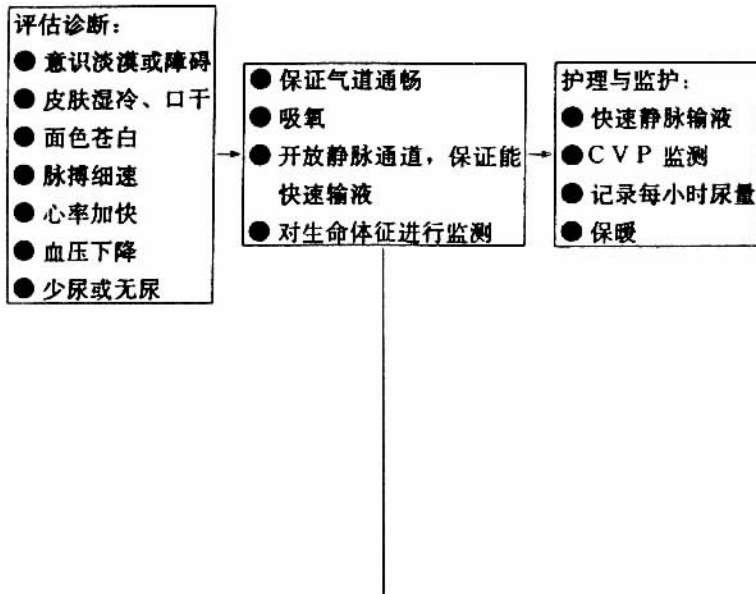 评估诊断：
● 意识淡漠或障碍
● 皮肤湿冷、口干
● 面色苍白
● 脉搏细速
● 心率加快
● 血压下降
● 少尿或无尿
● 保证气道通畅
● 吸氧
● 开放静脉通道，保证能
快速输液
● 对生命体征进行监测
护理与监护：
● 快速静脉输液
● CVP 监测
● 记录每小时尿量
● 保暖